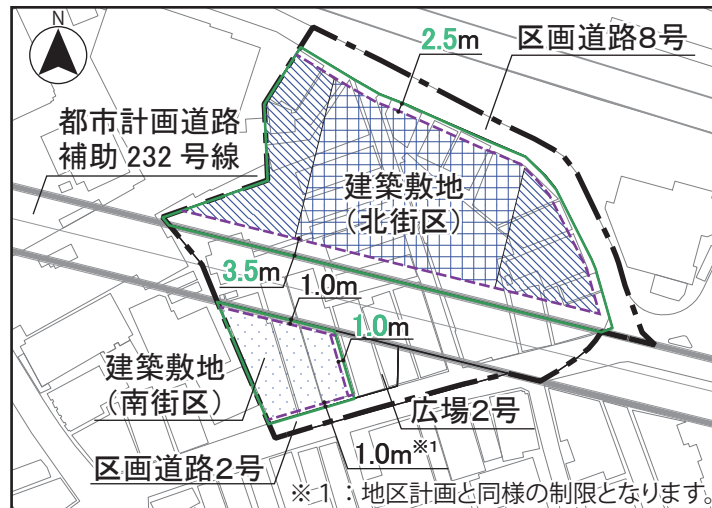 N
2.5m
区画道路8号
都市計画道路
補助232号線
建築敷地
(北街区)
3.5m
1.0m
1.0m
建築敷地
(南街区)
広場2号
区画道路2号
1.0m※1
※1：地区計画と同様の制限となります。